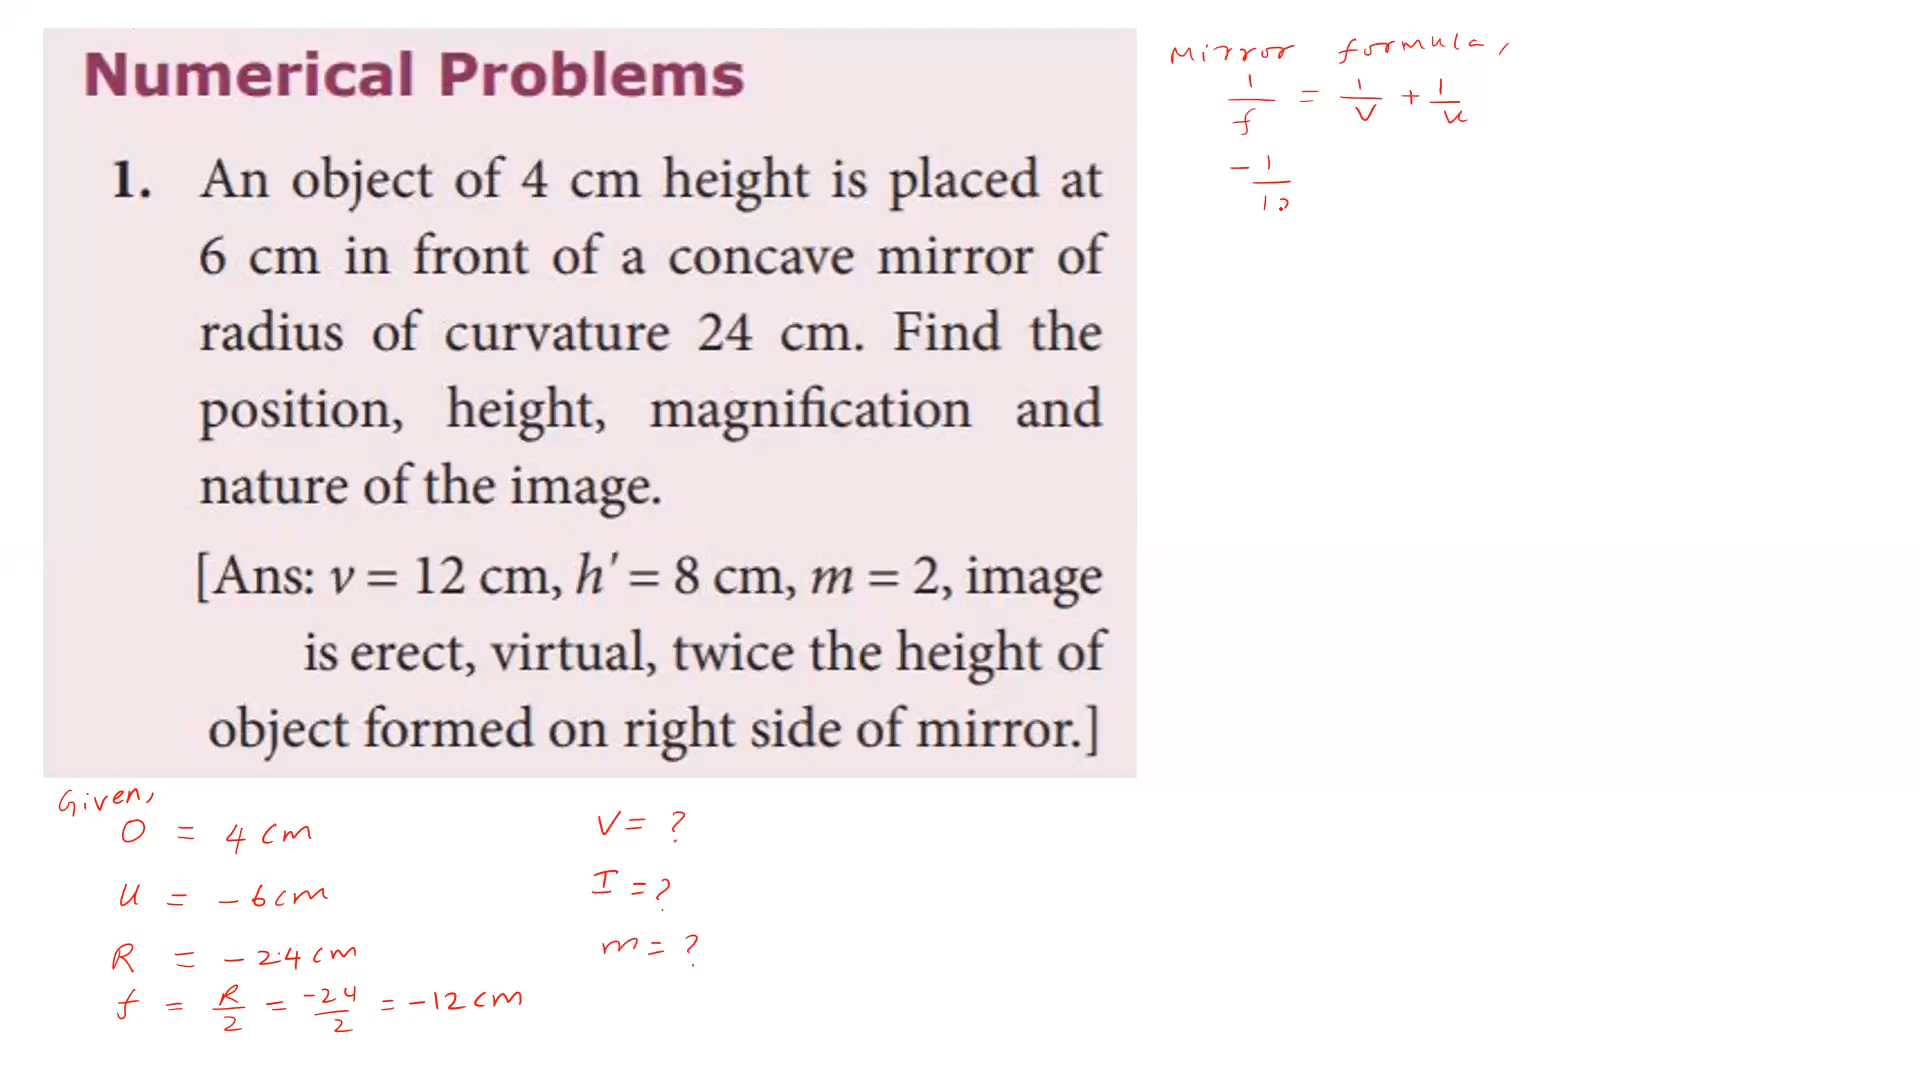 Numerical Problems
1. An object of 4 cm height is placed at
6 cm in front of a concave mirror of
radius of curvature 24 cm. Find the
position, height, magnification and
nature of the image.
[Ans: v = 12 cm, h' = 8 cm, m = 2, image
is erect, virtual, twice the height of
object formed on right side of mirror.]
Given,
O = 4 cm
u = -6 cm
R = -24 cm
f = R/2 = -24/2 = -12 cm
V = ?
I = ?
m = ?
Mirror formula,
1/f = 1/v + 1/u
-1/12